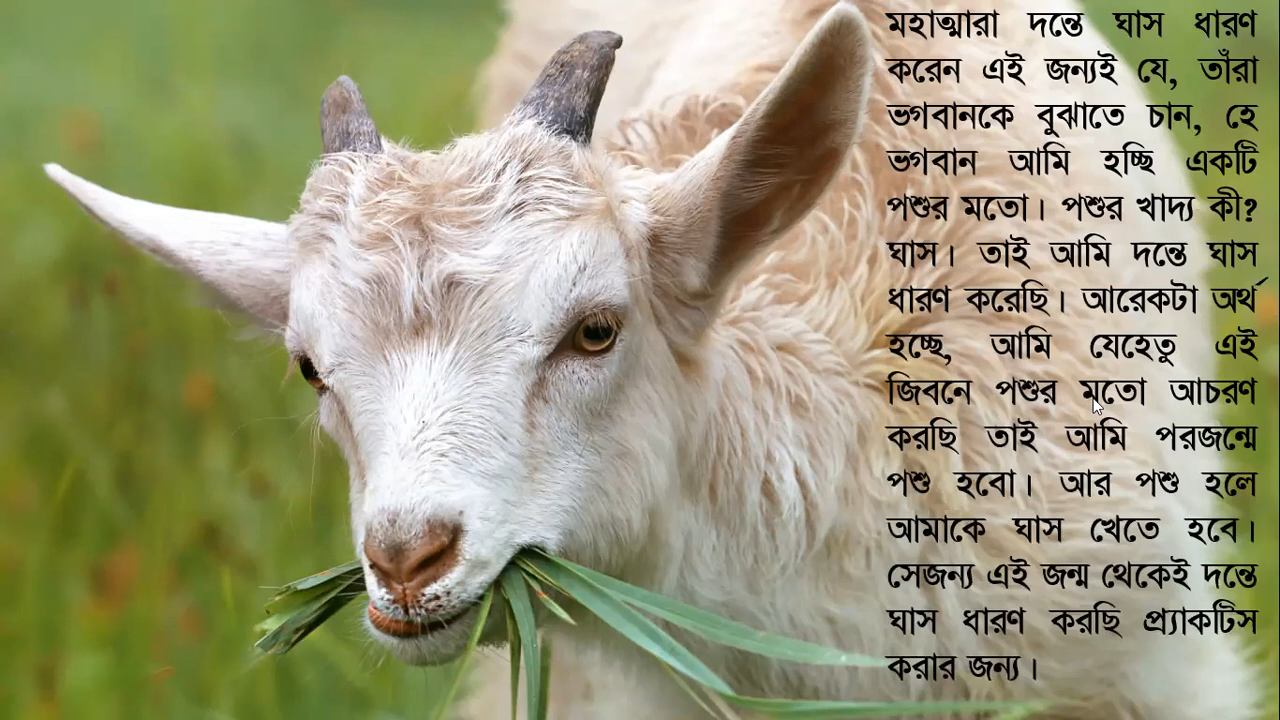 মহাত্মারা দন্তে ঘাস ধারণ
করেন এই জন্যই যে, তাঁরা
ভগবানকে বুঝাতে চান, হে
ভগবান আমি হচ্ছি একটি
পশুর মতো। পশুর খাদ্য কী?
ঘাস। তাই আমি দন্তে ঘাস
ধারণ করেছি। আরেকটা অর্থ
হচ্ছে, আমি যেহেতু এই
জিবনে পশুর মতো আচরণ
করছি তাই আমি পরজন্মে
পশু হবো। আর পশু হলে
আমাকে ঘাস খেতে হবে।
সেজন্য এই জন্ম থেকেই দন্তে
ঘাস ধারণ করছি প্র্যাকটিস
করার জন্য।